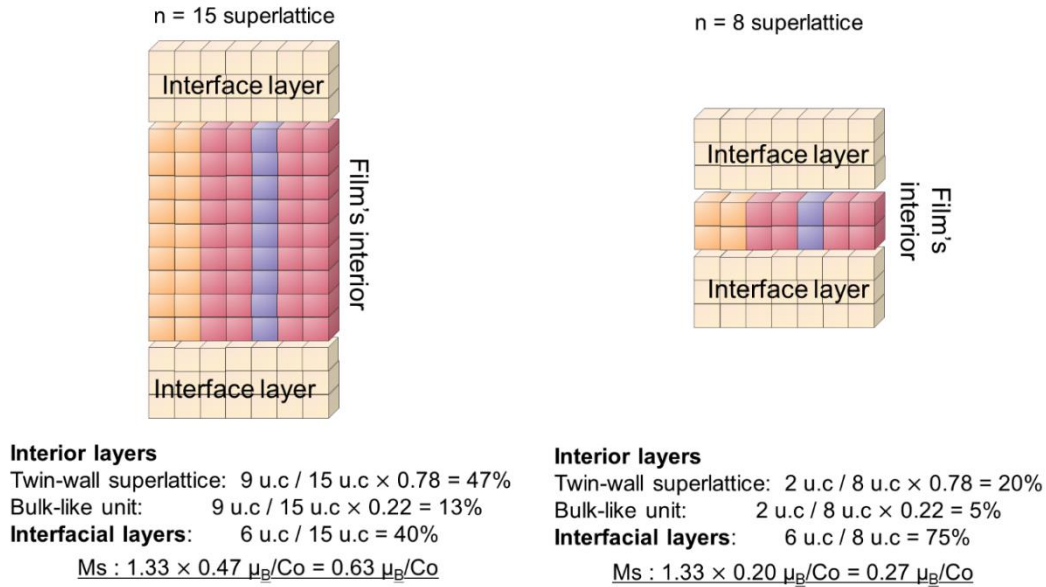 n = 15 superlattice
Interface layer
Film's interior
Interface layer
Interior layers
Twin-wall superlattice: 9 u.c / 15 u.c × 0.78 = 47%
Bulk-like unit: 9 u.c / 15 u.c × 0.22 = 13%
Interfacial layers: 6 u.c / 15 u.c = 40%
Ms : 1.33 × 0.47 μB/Co = 0.63 μB/Co
n = 8 superlattice
Interface layer
Film's
interior
Interface layer
Interior layers
Twin-wall superlattice: 2 u.c / 8 u.c × 0.78 = 20%
Bulk-like unit: 2 u.c / 8 u.c × 0.22 = 5%
Interfacial layers: 6 u.c / 8 u.c = 75%
Ms : 1.33 × 0.20 μB/Co = 0.27 μB/Co